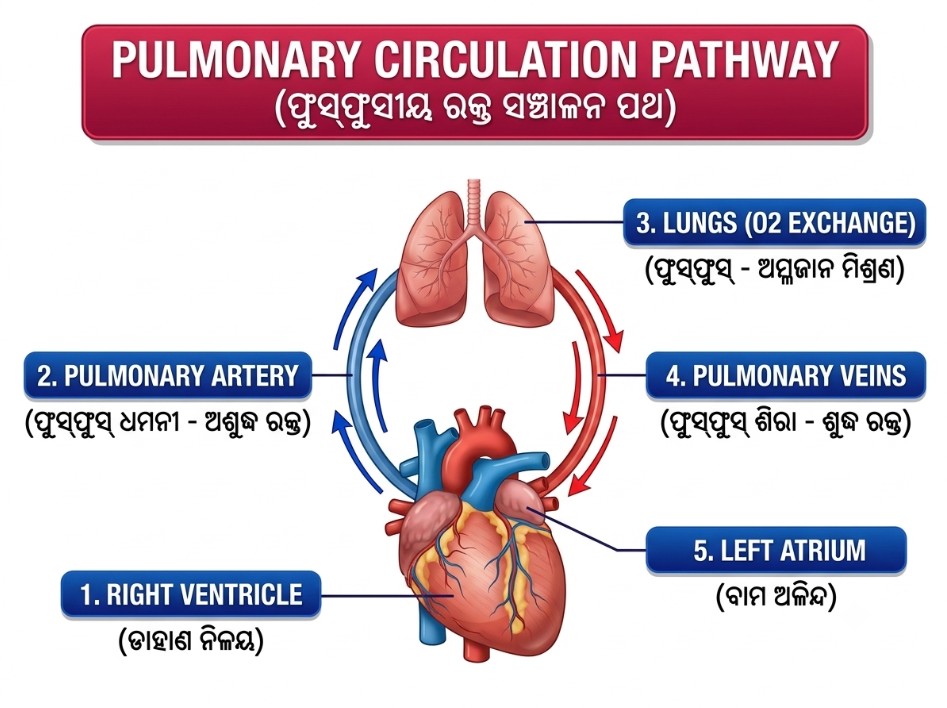 PULMONARY CIRCULATION PATHWAY
(ଫୁସ୍‌ଫୁସୀୟ ରକ୍ତ ସଞ୍ଚାଳନ ପଥ)
3. LUNGS (O2 EXCHANGE)
(ଫୁସ୍‌ଫୁସ୍ - ଅମ୍ଳଜାନ ମିଶ୍ରଣ)
2. PULMONARY ARTERY
(ଫୁସ୍‌ଫୁସ୍ ଧମନୀ - ଅଶୁଦ୍ଧ ରକ୍ତ)
4. PULMONARY VEINS
(ଫୁସ୍‌ଫୁସ୍ ଶିରା - ଶୁଦ୍ଧ ରକ୍ତ)
5. LEFT ATRIUM
(ବାମ ଅଳିନ୍ଦ)
1. RIGHT VENTRICLE
(ଡାହାଣ ନିଳୟ)